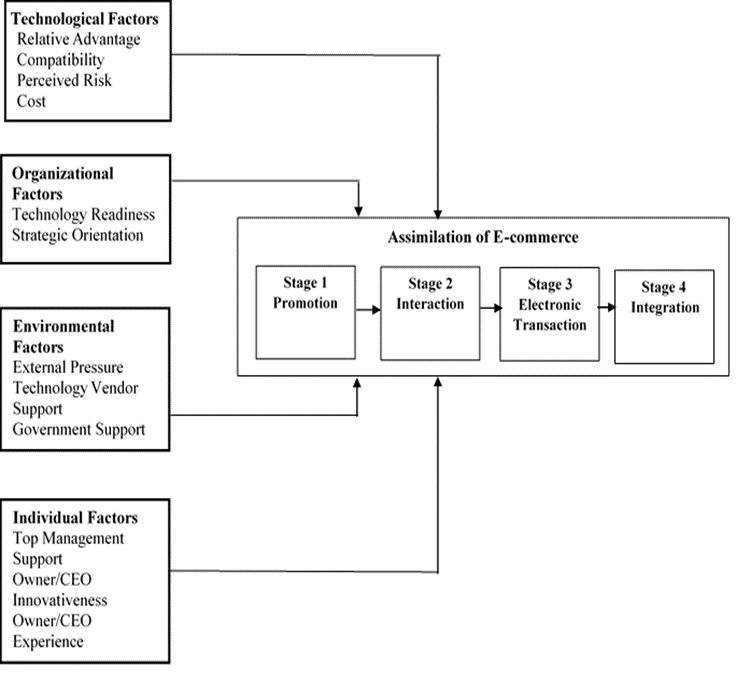 Technological Factors
Relative Advantage
Compatibility
Perceived Risk
Cost
Organizational
Factors
Technology Readiness
Strategic Orientation
Environmental
Factors
External Pressure
Technology Vendor
Support
Government Support
Individual Factors
Top Management
Support
Owner/CEO
Innovativeness
Owner/CEO
Experience
Assimilation of E-commerce
Stage 1
Promotion
Stage 2
Interaction
Stage 3
Electronic
Transaction
Stage 4
Integration